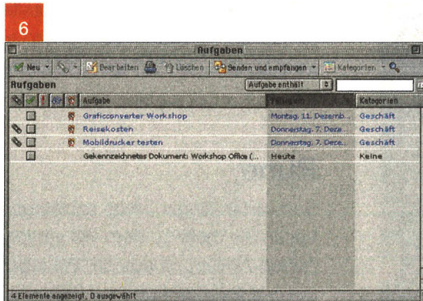 6
Aufgaben
Neu Bearbeiten Löschen Senden und empfangen Kategorien
Aufgaben Aufgabe enthält
Aufgabe Kategorien
Graficconverter Workshop Montag, 11. Dezemb... Geschäft
Reisekosten Donnerstag, 7. Deze... Geschäft
Mobildrucker testen Donnerstag, 7. Deze... Geschäft
Gekennzeichnetes Dokument: Workshop Office (... Heute Keine
4 Elemente angezeigt, 0 ausgewählt